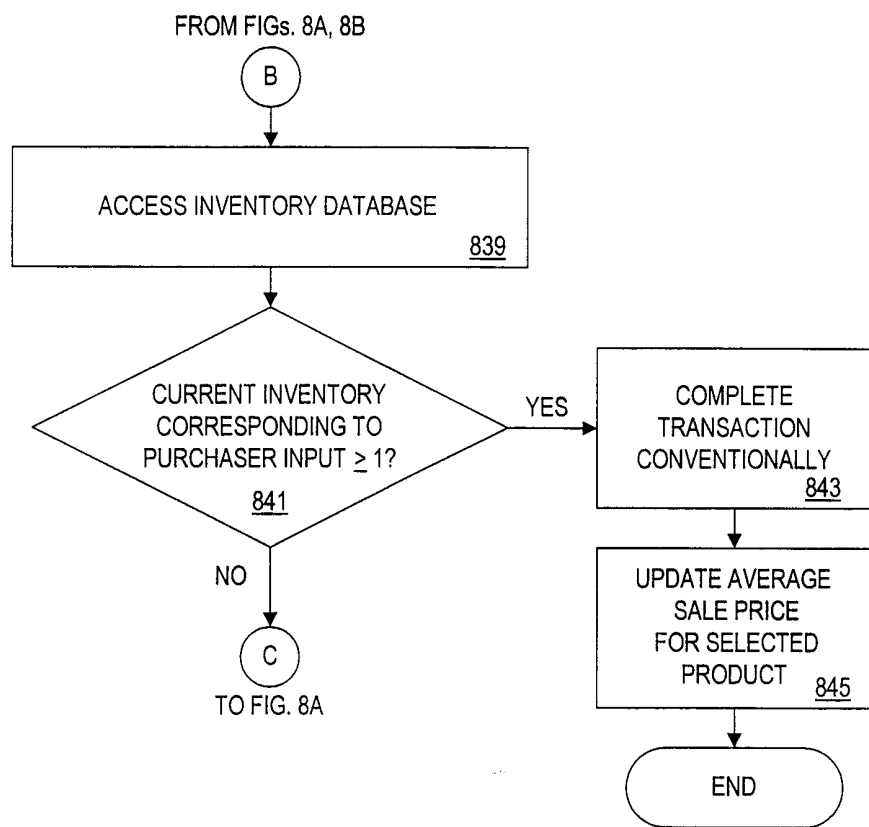 FROM FIGs. 8A, 8B
B
ACCESS INVENTORY DATABASE
839
CURRENT INVENTORY
CORRESPONDING TO
PURCHASER INPUT ≥ 1?
841
YES
COMPLETE
TRANSACTION
CONVENTIONALLY
843
NO
UPDATE AVERAGE
SALE PRICE
FOR SELECTED
PRODUCT
845
C
TO FIG. 8A
END